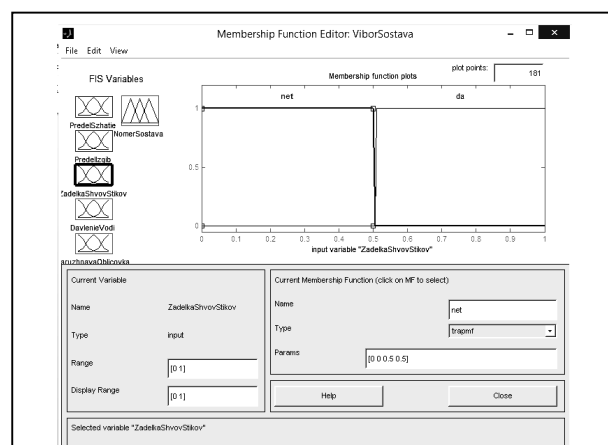 Membership Function Editor: ViborSostava
File Edit View
FIS Variables
PredelSzhatie
NomerSostava
PredelIzgib
ZadelkaShvovStikov
DavlenieVodi
aruzhnayaOblicovka
Membership function plots
plot points:
181
net
da
1
0.5
0
0 0.1 0.2 0.3 0.4 0.5 0.6 0.7 0.8 0.9 1
input variable "ZadelkaShvovStikov"
Current Variable
Name ZadelkaShvovStikov
Type input
Range [0 1]
Display Range [0 1]
Current Membership Function (click on MF to select)
Name net
Type trapmf
Params [0 0 0.5 0.5]
Help Close
Selected variable "ZadelkaShvovStikov"